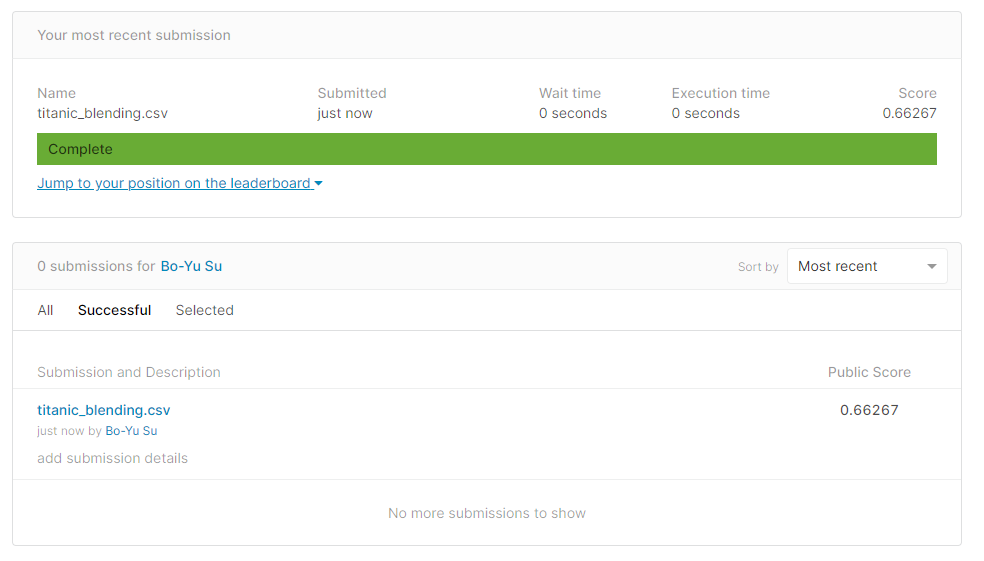 Your most recent submission
Name Submitted Wait time Execution time Score
titanic_blending.csv just now 0 seconds 0 seconds 0.66267
Complete
Jump to your position on the leaderboard
0 submissions for Bo-Yu Su Sort by Most recent
All Successful Selected
Submission and Description Public Score
titanic_blending.csv 0.66267
just now by Bo-Yu Su
add submission details
No more submissions to show